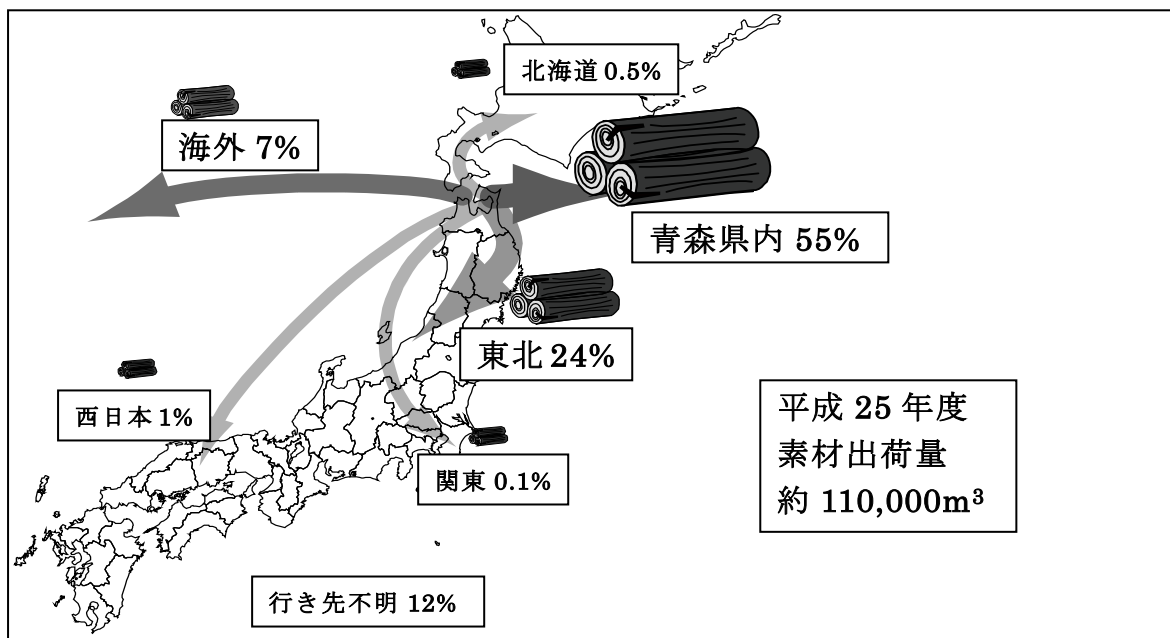 北海道 0.5%
海外 7%
青森県内 55%
東北 24%
西日本 1%
平成 25 年度
素材出荷量
約 110,000m³
関東 0.1%
行き先不明 12%